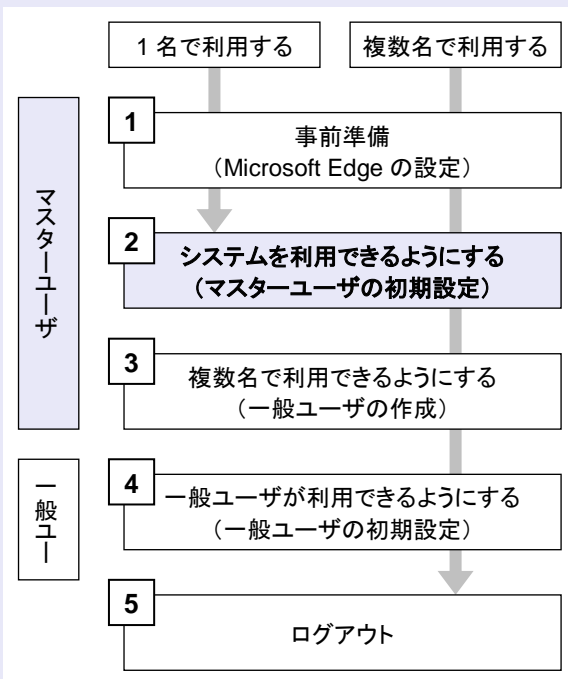 1 名で利用する
複数名で利用する
マスターユーザ
1
事前準備
（Microsoft Edge の設定）
2
システムを利用できるようにする
（マスターユーザの初期設定）
3
複数名で利用できるようにする
（一般ユーザの作成）
一般ユー
4
一般ユーザが利用できるようにする
（一般ユーザの初期設定）
5
ログアウト